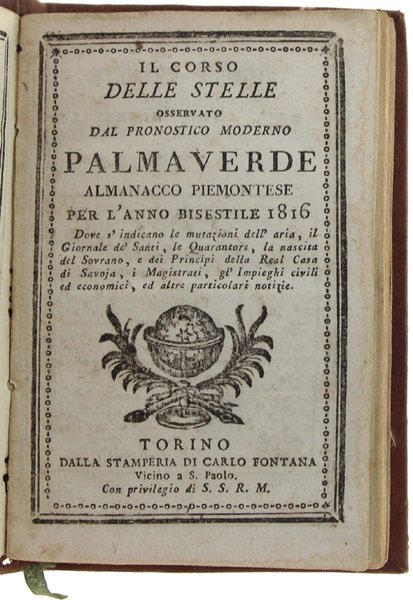 IL CORSO
DELLE STELLE
OSSERVATO
DAL PRONOSTICO MODERNO
PALMAVERDE
ALMANACCO PIEMONTESE
PER L'ANNO BISESTILE 1816
Dove s' indicano le mutazioni dell' aria, il
Giornale de' Santi, le Quarantore, la nascita
del Sovrano, e dei Principi della Real Casa
di Savoja, i Magistrati, gl' Impieghi civili
ed economici, ed altre particolari notizie.
TORINO
DALLA STAMPERIA DI CARLO FONTANA
Vicino a S. Paolo.
Con privilegio di S. S. R. M.